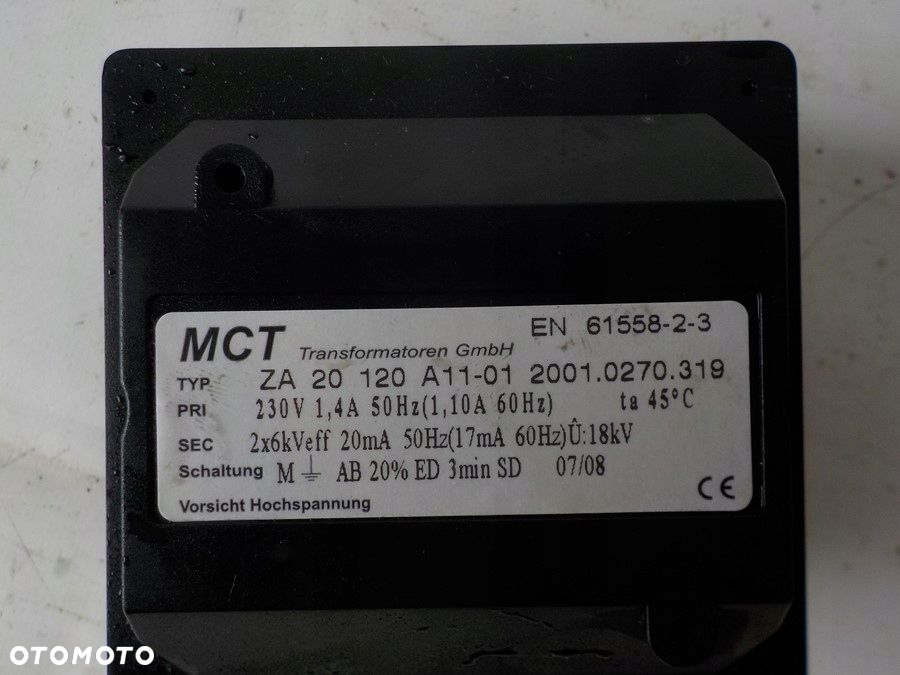 MCT Transformatoren GmbH EN 61558-2-3
TYP ZA 20 120 A11-01 2001.0270.319
PRI 230V 1,4A 50Hz(1,10A 60Hz) ta 45°C
SEC 2x6kVeff 20mA 50Hz(17mA 60Hz)Û:18kV
Schaltung M ⏚ AB 20% ED 3min SD 07/08
Vorsicht Hochspannung CE
OTOMOTO